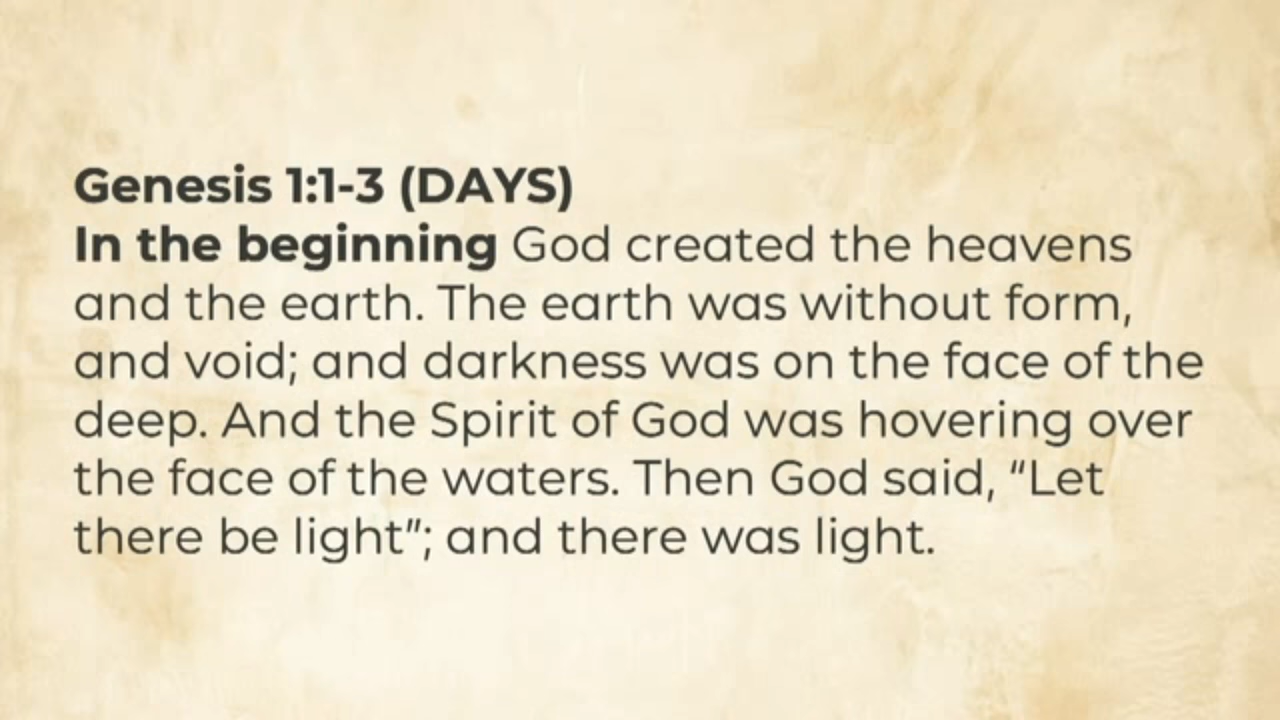 Genesis 1:1-3 (DAYS)
In the beginning God created the heavens
and the earth. The earth was without form,
and void; and darkness was on the face of the
deep. And the Spirit of God was hovering over
the face of the waters. Then God said, “Let
there be light”; and there was light.